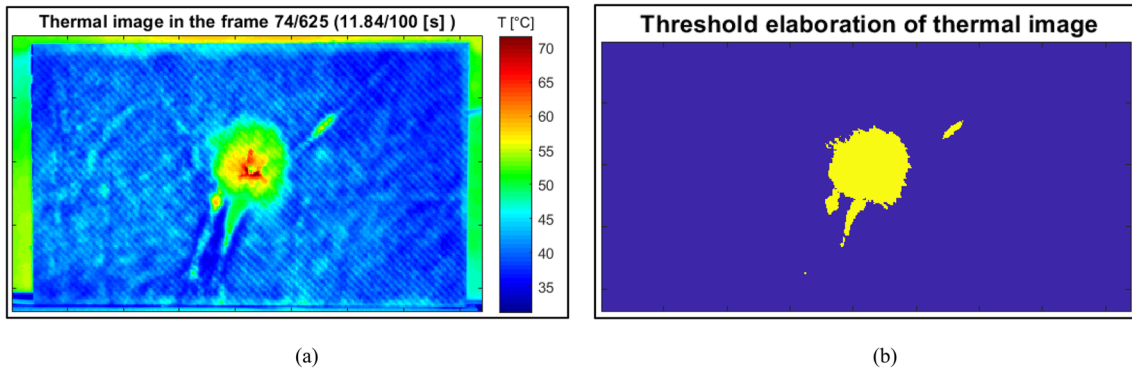 Thermal image in the frame 74/625 (11.84/100 [s] )
T [°C]
70
65
60
55
50
45
40
35
Threshold elaboration of thermal image
(a)
(b)